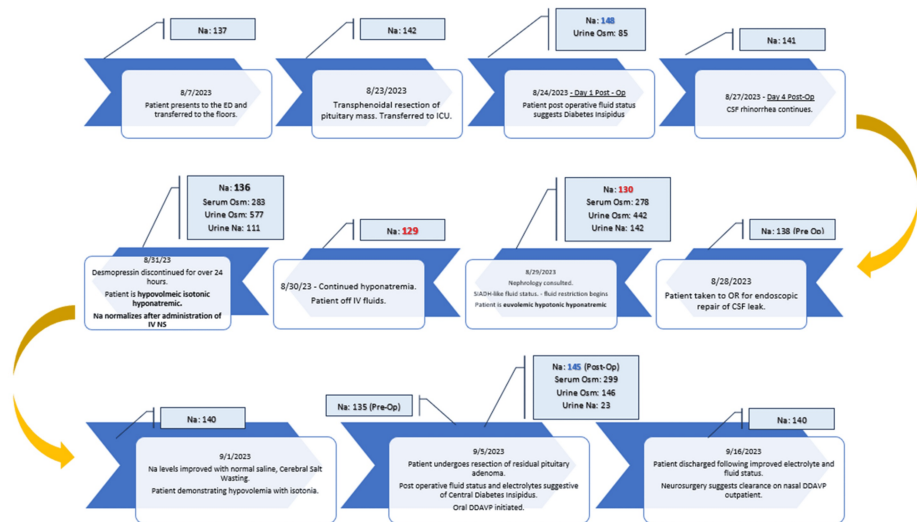 Na: 137
8/7/2023
Patient presents to the ED and
transferred to the floors.
Na: 142
8/23/2023
Transphenoidal resection of
pituitary mass. Transferred to ICU.
Na: 148
Urine Osm: 85
8/24/2023 - Day 1 Post - Op
Patient post operative fluid status
suggests Diabetes Insipidus
Na: 141
8/27/2023 - Day 4 Post-Op
CSF rhinorrhea continues.
Na: 136
Serum Osm: 283
Urine Osm: 577
Urine Na: 111
8/31/23
Desmopressin discontinued for over 24
hours.
Patient is hypovolmeic isotonic
hyponatremic.
Na normalizes after administration of
IV NS
Na: 129
8/30/23 - Continued hyponatremia.
Patient off IV fluids.
Na: 130
Serum Osm: 278
Urine Osm: 442
Urine Na: 142
8/29/2023
Nephrology consulted.
SIADH-like fluid status. - fluid restriction begins
Patient is euvolemic hypotonic hyponatremic
Na: 138 (Pre Op)
8/28/2023
Patient taken to OR for endoscopic
repair of CSF leak.
Na: 140
9/1/2023
Na levels improved with normal saline, Cerebral Salt
Wasting.
Patient demonstrating hypovolemia with isotonia.
Na: 135 (Pre-Op)
Na: 145 (Post-Op)
Serum Osm: 299
Urine Osm: 146
Urine Na: 23
9/5/2023
Patient undergoes resection of residual pituitary
adenoma.
Post operative fluid status and electrolytes suggestive
of Central Diabetes Insipidus.
Oral DDAVP initiated.
Na: 140
9/16/2023
Patient discharged following improved electrolyte and
fluid status.
Neurosurgery suggests clearance on nasal DDAVP
outpatient.